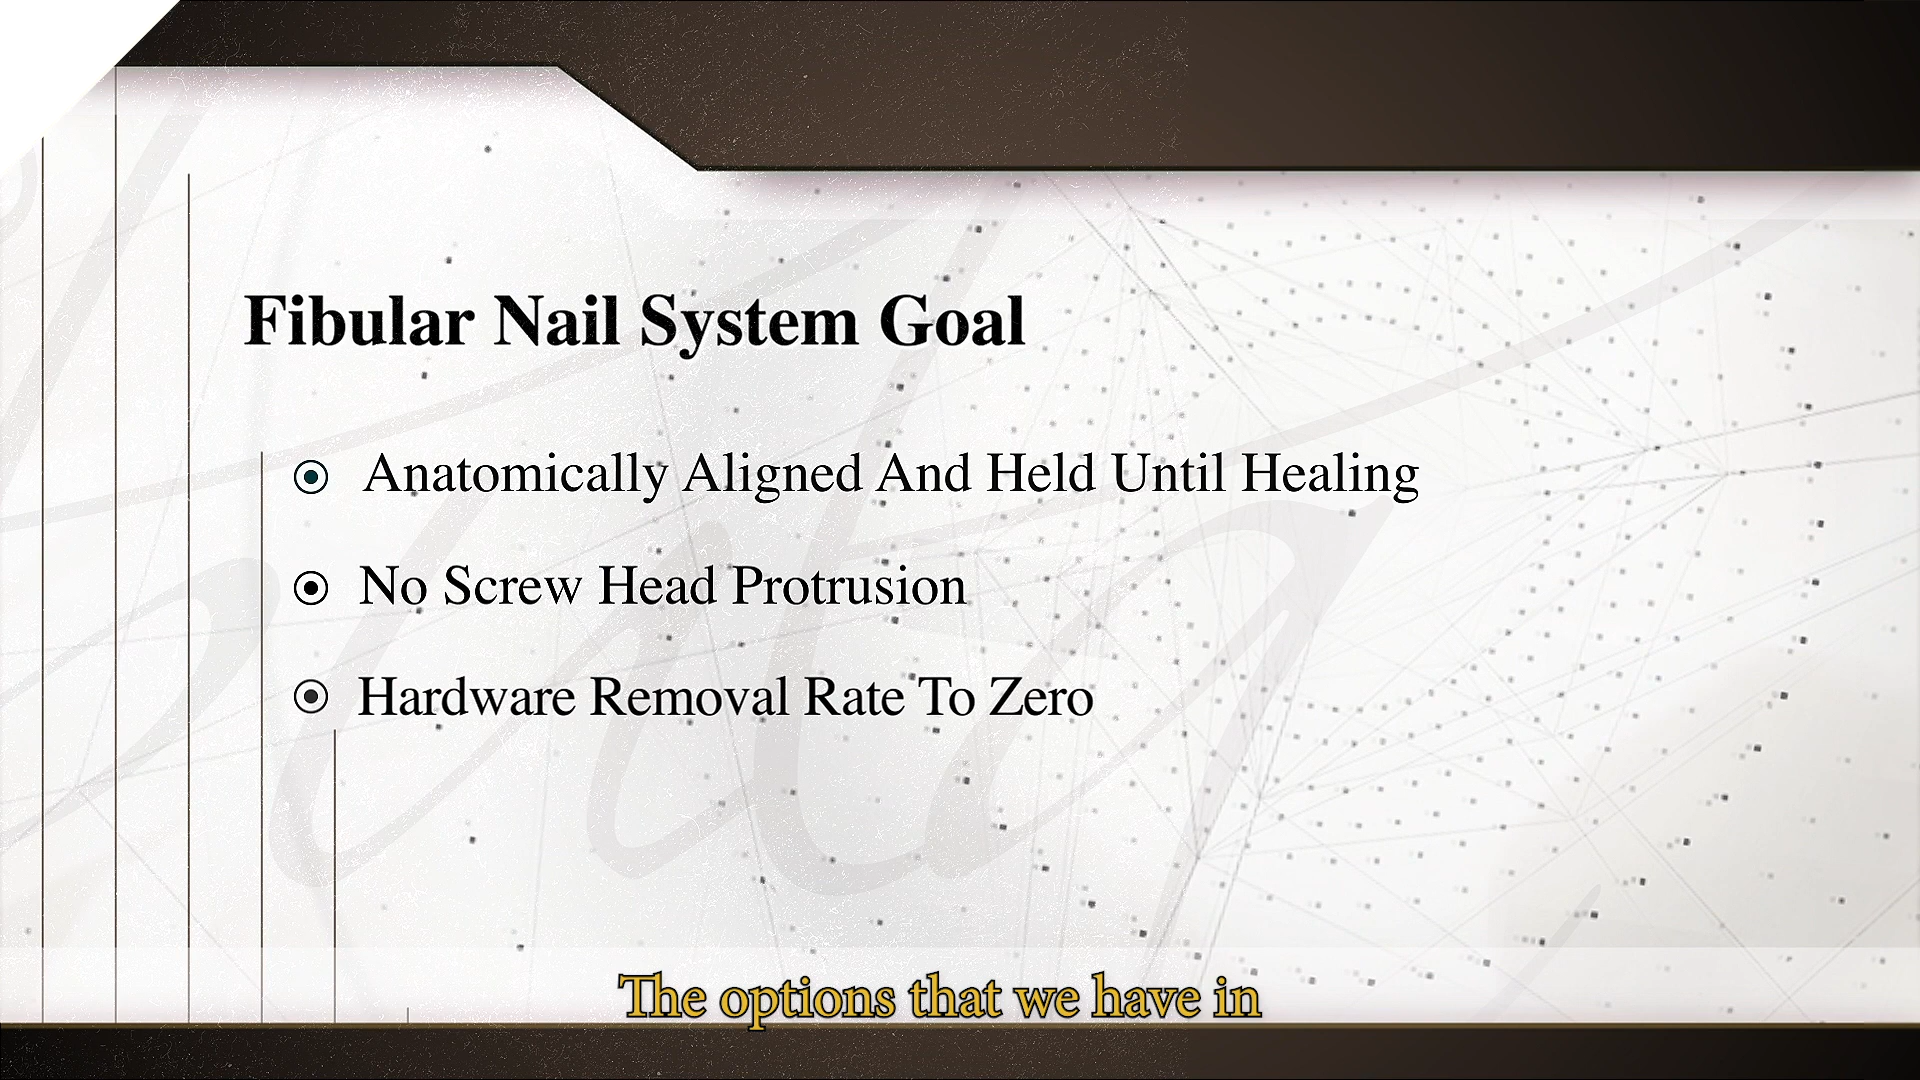 Fibular Nail System Goal
Anatomically Aligned And Held Until Healing
No Screw Head Protrusion
Hardware Removal Rate To Zero
The options that we have in